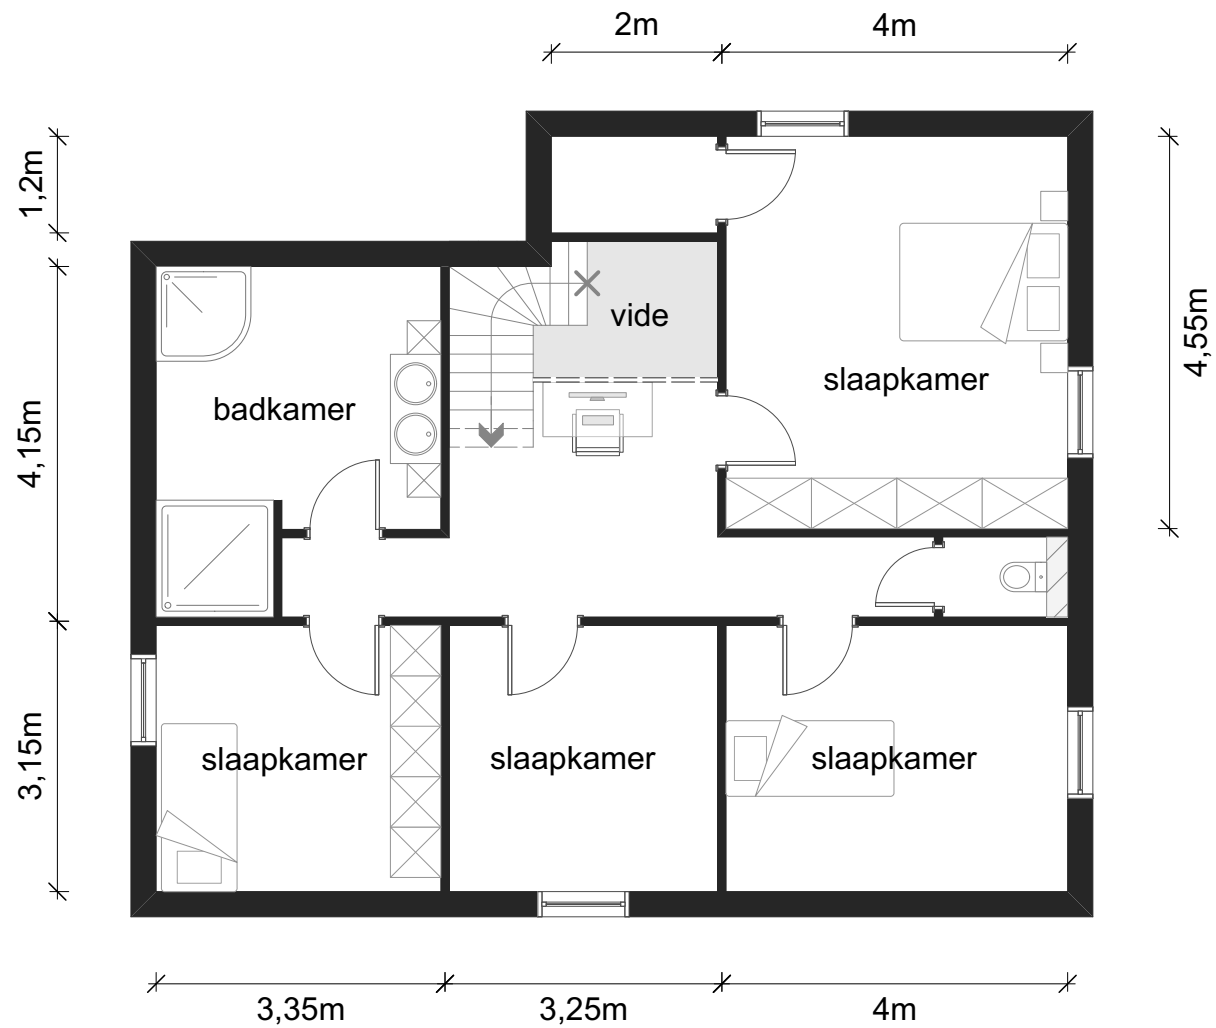 2m
4m
1,2m
4,55m
vide
slaapkamer
badkamer
4,15m
3,15m
slaapkamer
slaapkamer
slaapkamer
3,35m
3,25m
4m